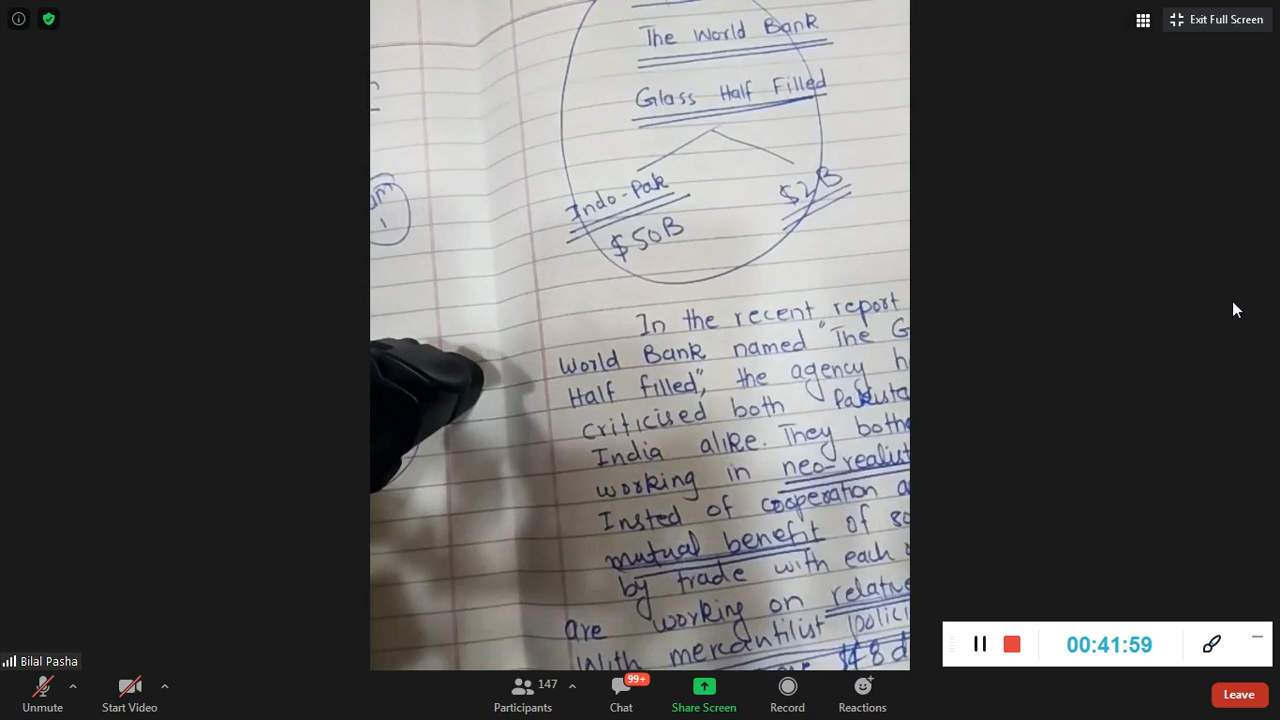 Exit Full Screen
The World Bank
Glass Half Filled
Indo-Pak
$2B
$50B
1
In the recent report
World Bank named "The G
Half filled", the agency h
criticised both Pakista
India alike. They both
working in neo-realist
Insted of cooperation a
mutual benefit of
by trade with each
are working on relative
With mercantilist polici
00:41:59
Bilal Pasha
Unmute
Start Video
147
Participants
99+
Chat
Share Screen
Record
Reactions
Leave